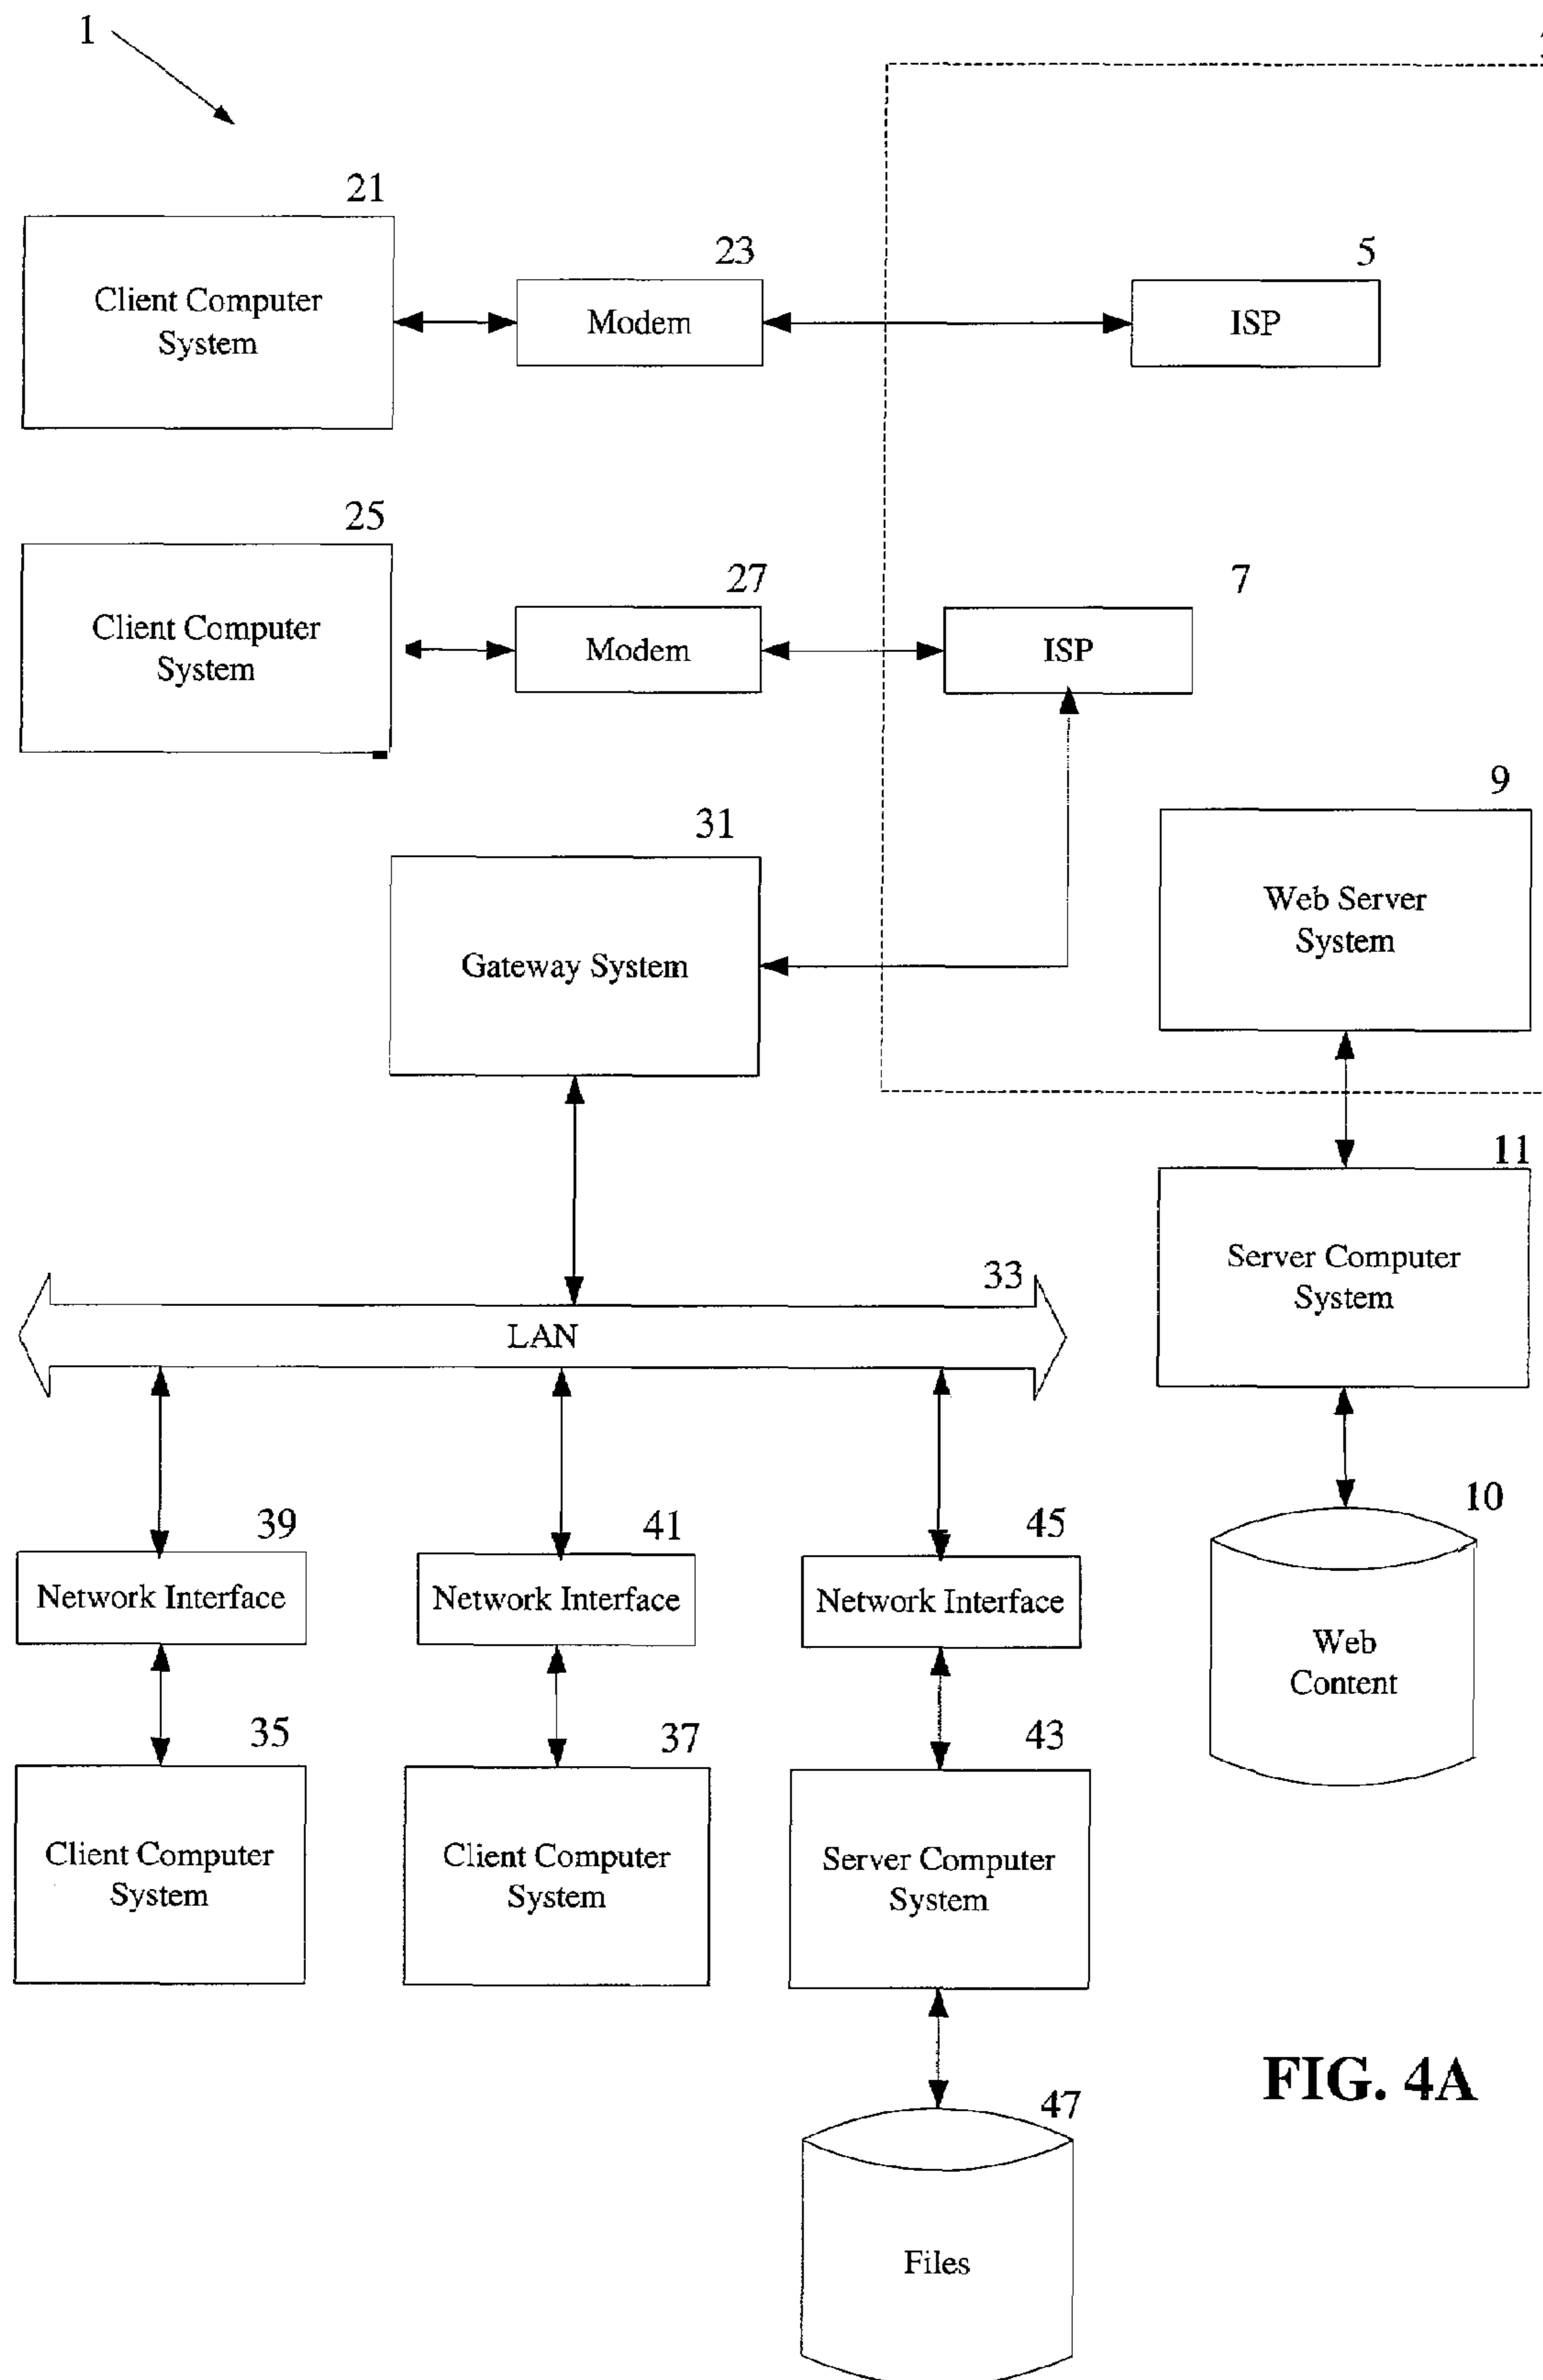 1
21
Client Computer
System
23
Modem
5
ISP
25
Client Computer
System
27
Modem
7
ISP
31
Gateway System
9
Web Server
System
11
Server Computer
System
33
LAN
10
Web
Content
39
Network Interface
41
Network Interface
45
Network Interface
35
Client Computer
System
37
Client Computer
System
43
Server Computer
System
47
Files
FIG. 4A